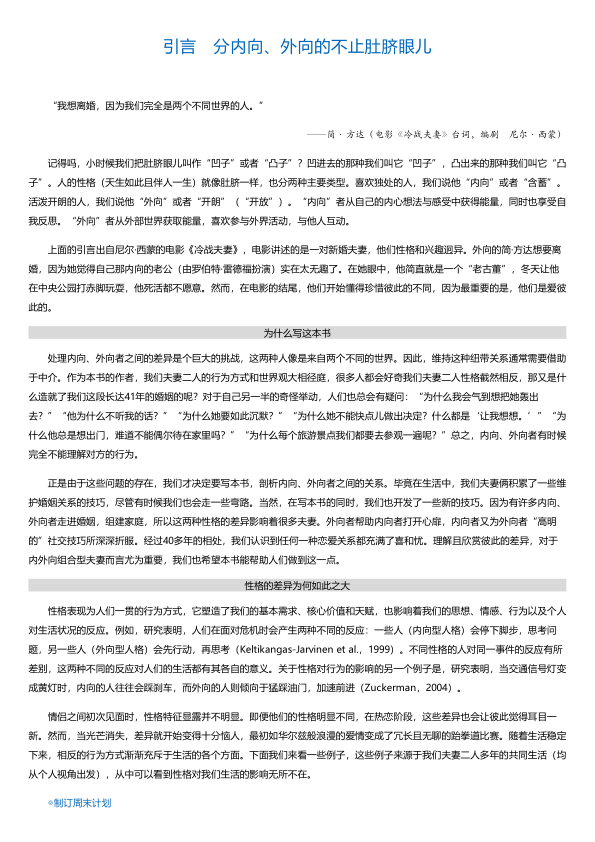 引言　分内向、外向的不止肚脐眼儿
“我想离婚，因为我们完全是两个不同世界的人。”
——简·方达（电影《冷战夫妻》台词，编剧　尼尔·西蒙）
记得吗，小时候我们把肚脐眼儿叫作“凹子”或者“凸子”？凹进去的那种我们叫它“凹子”，凸出来的那种我们叫它“凸
子”。人的性格（天生如此且伴人一生）就像肚脐一样，也分两种主要类型。喜欢独处的人，我们说他“内向”或者“含蓄”。
活泼开朗的人，我们说他“外向”或者“开朗”（“开放”）。“内向”者从自己的内心想法与感受中获得能量，同时也享受自
我反思。“外向”者从外部世界获取能量，喜欢参与外界活动，与他人互动。
上面的引言出自尼尔·西蒙的电影《冷战夫妻》，电影讲述的是一对新婚夫妻，他们性格和兴趣迥异。外向的简·方达想要离
婚，因为她觉得自己那内向的老公（由罗伯特·雷德福扮演）实在太无趣了。在她眼中，他简直就是一个“老古董”，冬天让他
在中央公园打赤脚玩耍，他死活都不愿意。然而，在电影的结尾，他们开始懂得珍惜彼此的不同，因为最重要的是，他们是爱彼
此的。
为什么写这本书
处理内向、外向者之间的差异是个巨大的挑战，这两种人像是来自两个不同的世界。因此，维持这种纽带关系通常需要借助
于中介。作为本书的作者，我们夫妻二人的行为方式和世界观大相径庭，很多人都会好奇我们夫妻二人性格截然相反，那又是什
么造就了我们这段长达41年的婚姻的呢？对于自己另一半的奇怪举动，人们也总会有疑问：“为什么我会气到想把她轰出
去？”“他为什么不听我的话？”“为什么她要如此沉默？”“为什么她不能快点儿做出决定？什么都是‘让我想想。’”“为
什么他总是想出门，难道不能偶尔待在家里吗？”“为什么每个旅游景点我们都要去参观一遍呢？”总之，内向、外向者有时候
完全不能理解对方的行为。
正是由于这些问题的存在，我们才决定要写本书，剖析内向、外向者之间的关系。毕竟在生活中，我们夫妻俩积累了一些维
护婚姻关系的技巧，尽管有时候我们也会走一些弯路。当然，在写本书的同时，我们也开发了一些新的技巧。因为有许多内向、
外向者走进婚姻，组建家庭，所以这两种性格的差异影响着很多夫妻。外向者帮助内向者打开心扉，内向者又为外向者“高明
的”社交技巧所深深折服。经过40多年的相处，我们认识到任何一种恋爱关系都充满了喜和忧。理解且欣赏彼此的差异，对于
内外向组合型夫妻而言尤为重要，我们也希望本书能帮助人们做到这一点。
性格的差异为何如此之大
性格表现为人们一贯的行为方式，它塑造了我们的基本需求、核心价值和天赋，也影响着我们的思想、情感、行为以及个人
对生活状况的反应。例如，研究表明，人们在面对危机时会产生两种不同的反应：一些人（内向型人格）会停下脚步，思考问
题，另一些人（外向型人格）会先行动，再思考（Keltikangas-Jarvinen et al.，1999）。不同性格的人对同一事件的反应有所
差别，这两种不同的反应对人们的生活都有其各自的意义。关于性格对行为的影响的另一个例子是，研究表明，当交通信号灯变
成黄灯时，内向的人往往会踩刹车，而外向的人则倾向于猛踩油门，加速前进（Zuckerman，2004）。
情侣之间初次见面时，性格特征显露并不明显。即便他们的性格明显不同，在热恋阶段，这些差异也会让彼此觉得耳目一
新。然而，当光芒消失，差异就开始变得十分恼人，最初如华尔兹般浪漫的爱情变成了冗长且无聊的跆拳道比赛。随着生活稳定
下来，相反的行为方式渐渐充斥于生活的各个方面。下面我们来看一些例子，这些例子来源于我们夫妻二人多年的共同生活（均
从个人视角出发），从中可以看到性格对我们生活的影响无所不在。
◎制订周末计划